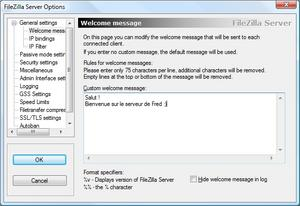 FileZilla Server Options
General settings
Welcome message
IP bindings
IP Filter
Passive mode setting
Security settings
Miscellaneous
Admin Interface set
Logging
GSS Settings
Speed Limits
Filetransfer compres
SSL/TLS settings
Autoban
OK
Cancel
Welcome message
FileZilla Server
On this page you can modify the welcome message that will be sent to each
connected client.
If you enter no custom message, the default message will be used.
Rules for welcome messages:
Please enter only 75 characters per line, additional characters will be removed.
Empty lines at the top or bottom of the message will be removed.
Custom welcome message:
Salut !
Bienvenue sur le serveur de Fred :)
Format specifiers:
%v - Displays version of FileZilla Server
%% - the % character
Hide welcome message in log